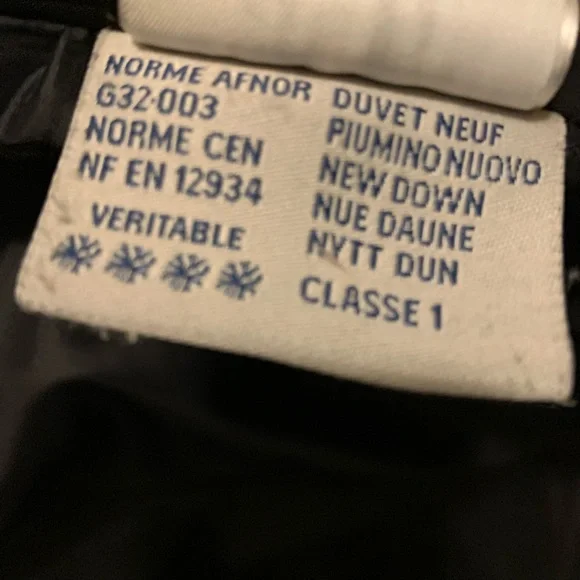 NORME AFNOR
G32-003
NORME CEN
NF EN 12934
VERITABLE
DUVET NEUF
PIUMINO NUOVO
NEW DOWN
NUE DAUNE
NYTT DUN
CLASSE 1